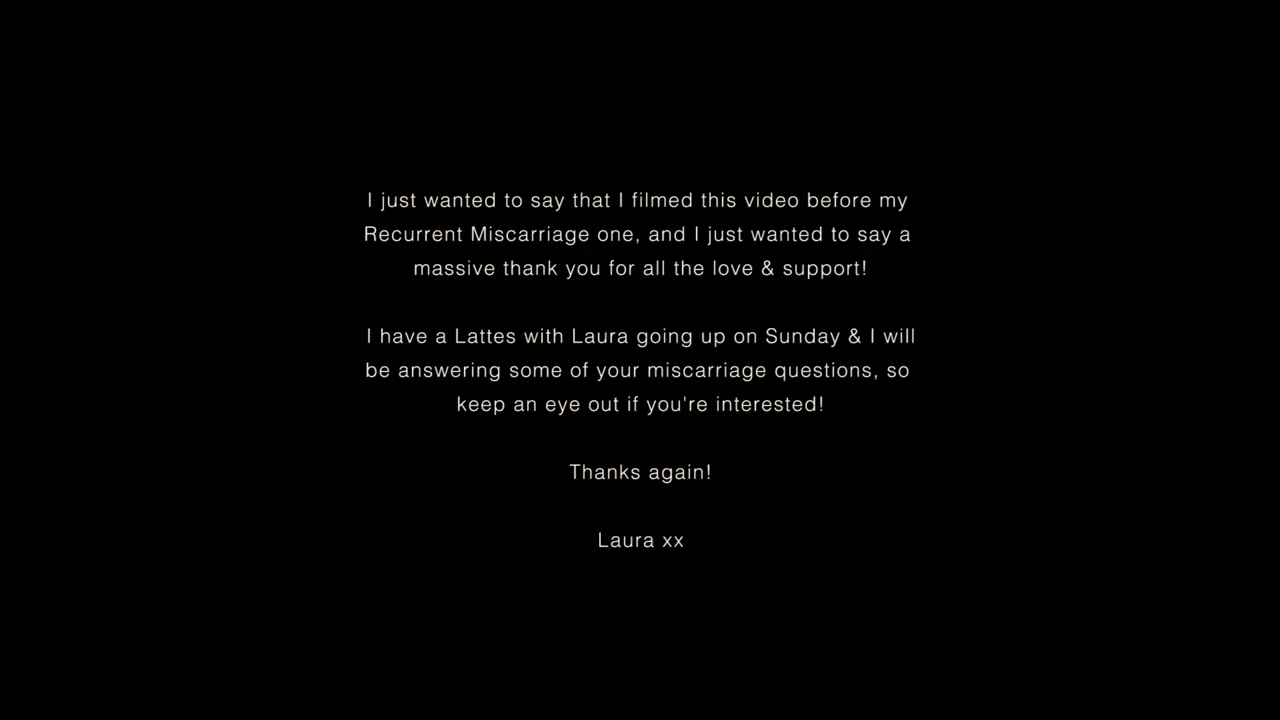 I just wanted to say that I filmed this video before my
Recurrent Miscarriage one, and I just wanted to say a
massive thank you for all the love & support!
I have a Lattes with Laura going up on Sunday & I will
be answering some of your miscarriage questions, so
keep an eye out if you're interested!
Thanks again!
Laura xx